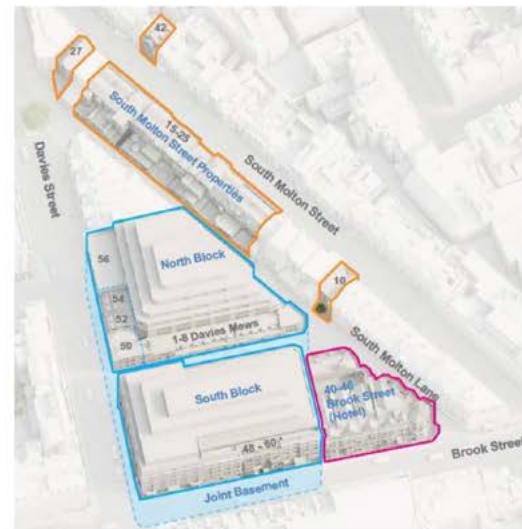 42
27
15-25
South Molton Street Properties
South Molton Street
Davies Street
56
North Block
10
54
52
50
1-8 Davies Mews
South Molton Lane
South Block
40-46
Brook Street
(Hotel)
48 - 60
Brook Street
Joint Basement